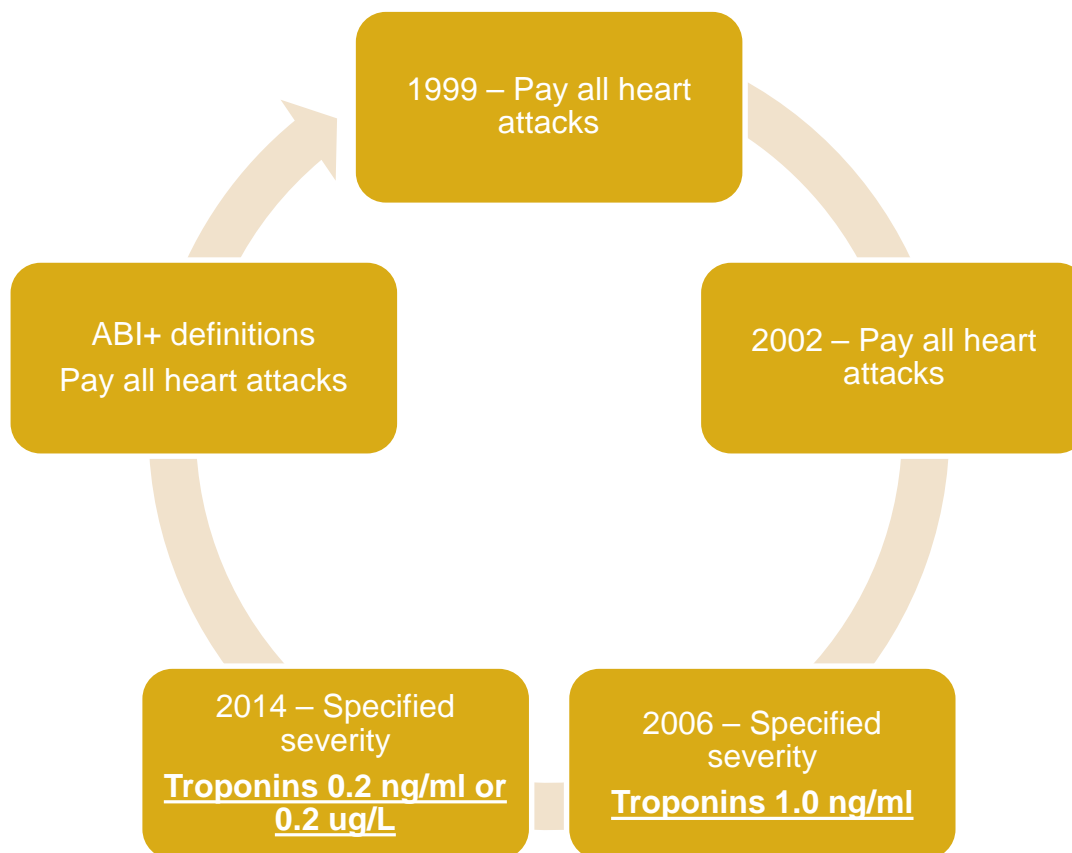 1999 – Pay all heart
attacks
2002 – Pay all heart
attacks
2006 – Specified
severity
Troponins 1.0 ng/ml
2014 – Specified
severity
Troponins 0.2 ng/ml or
0.2 ug/L
ABI+ definitions
Pay all heart attacks